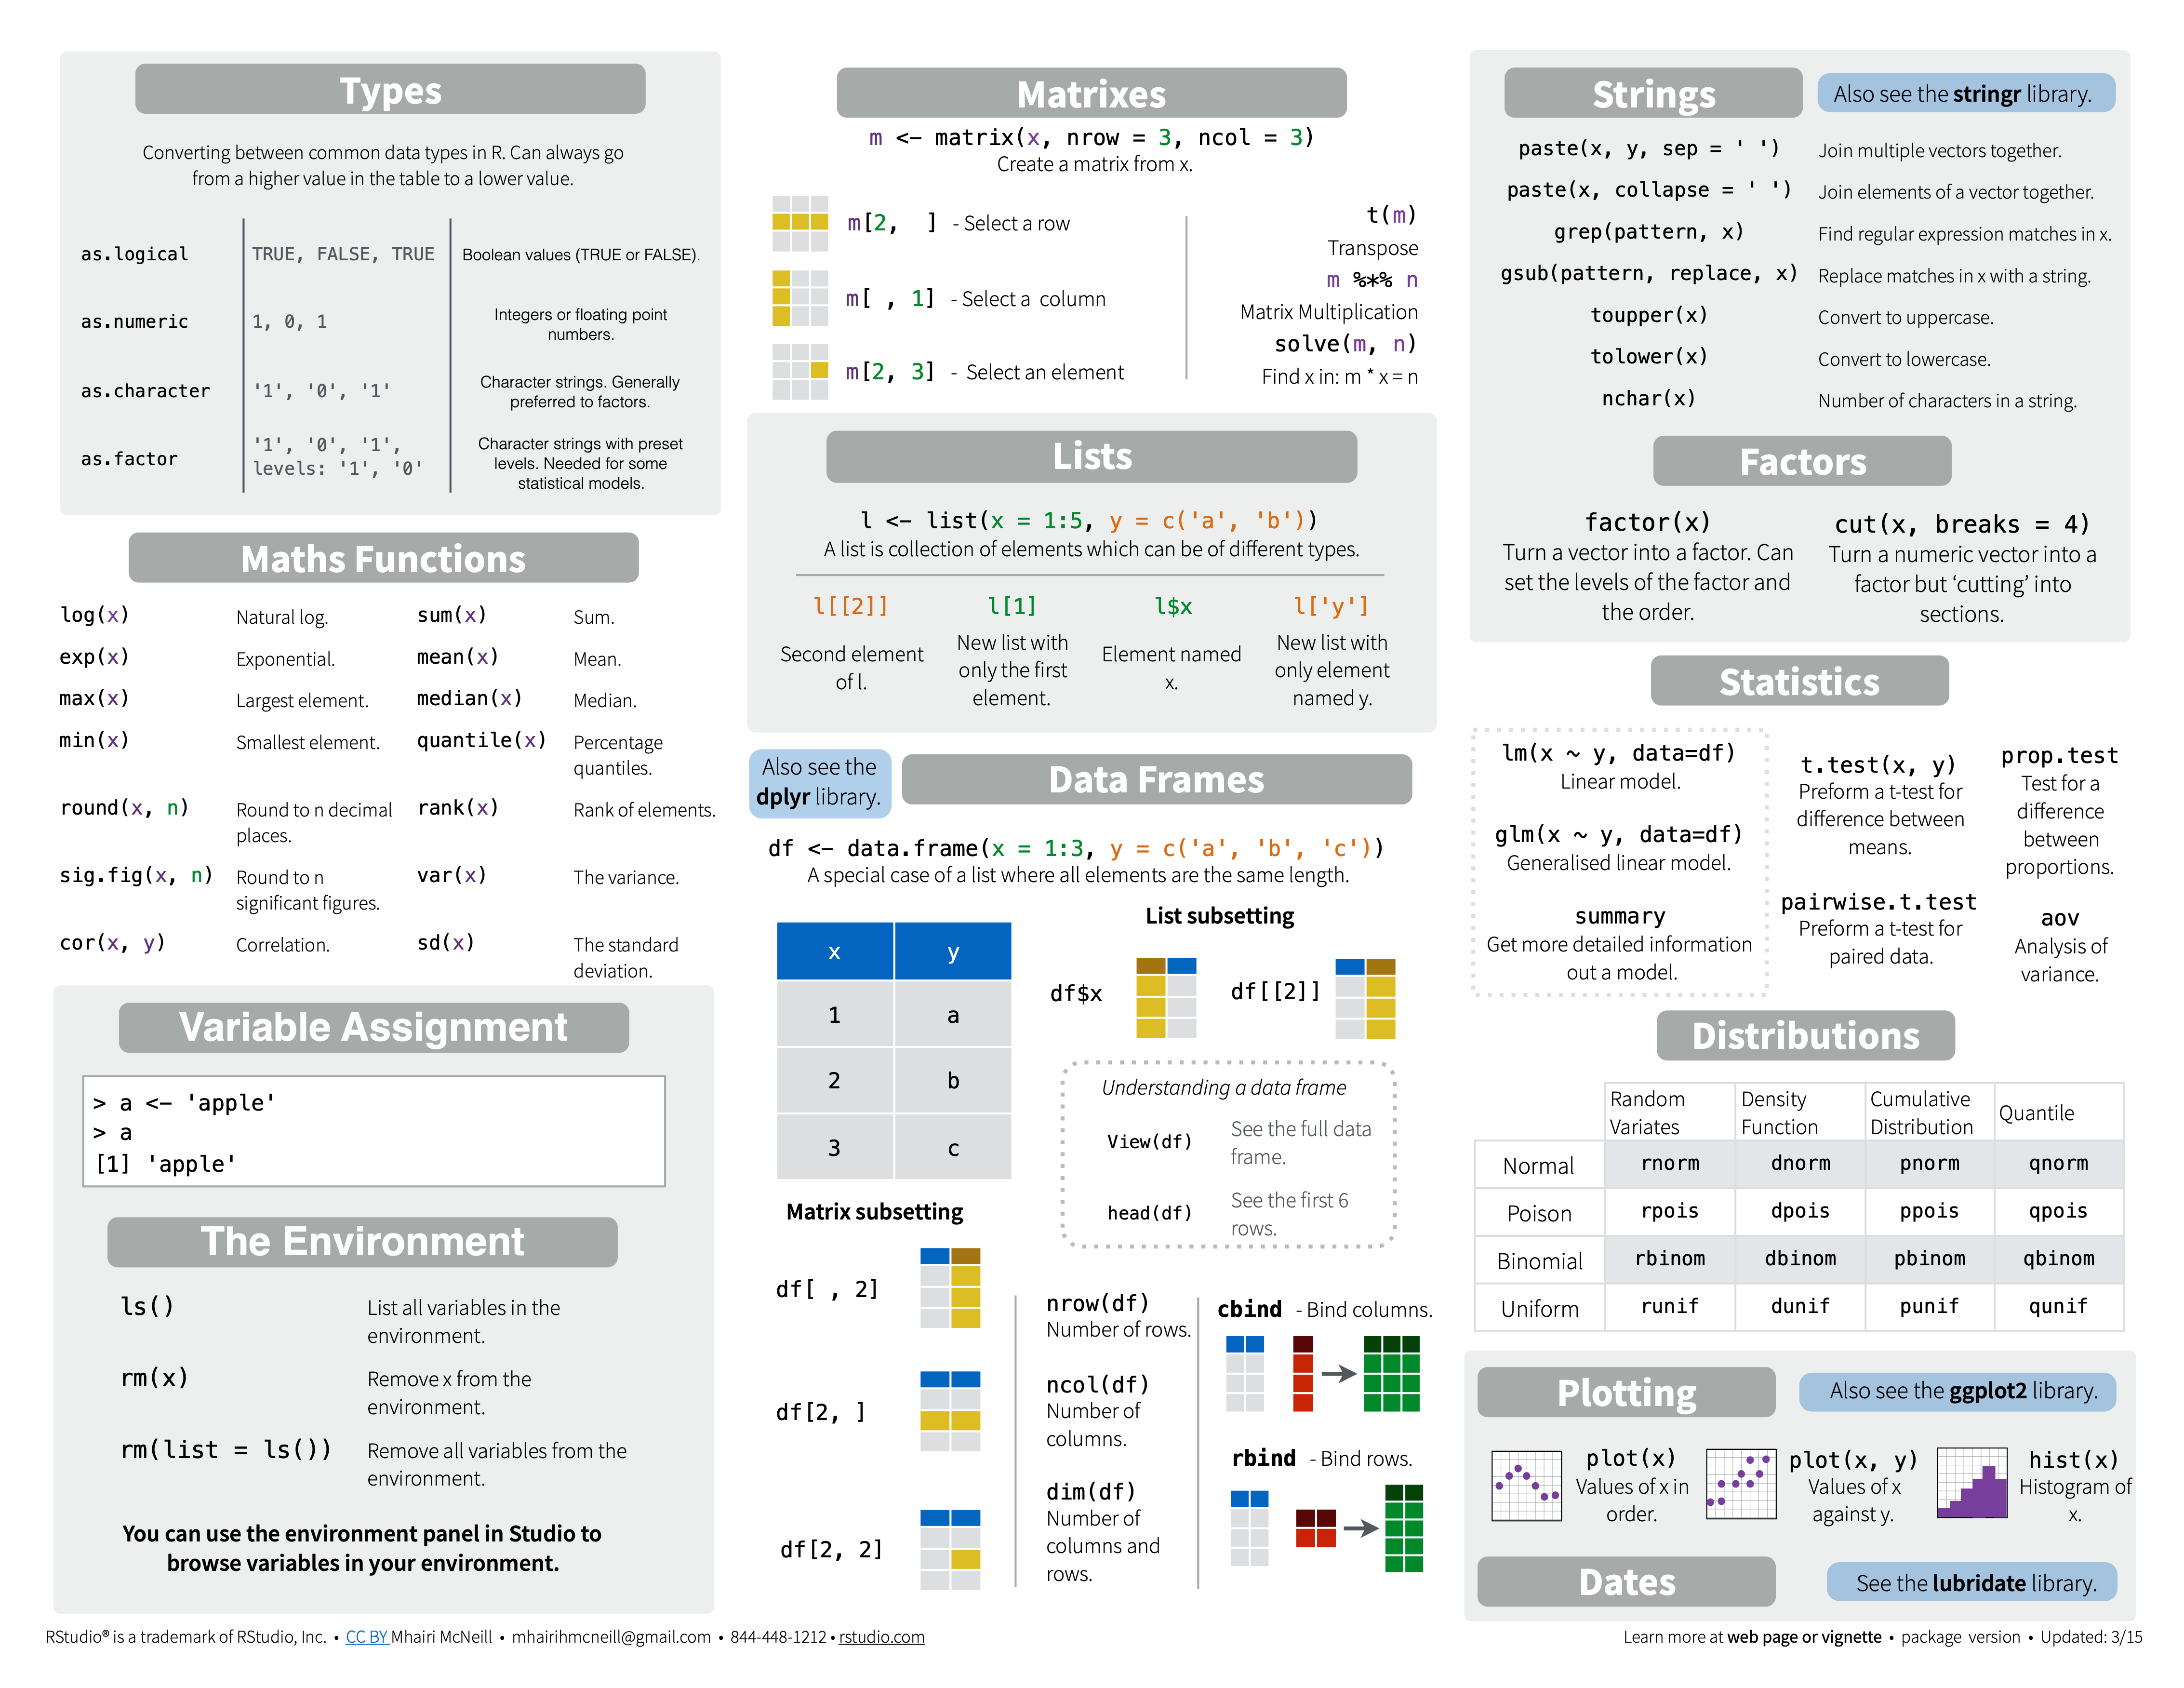 Types
Converting between common data types in R. Can always go
from a higher value in the table to a lower value.
as.logical TRUE, FALSE, TRUE Boolean values (TRUE or FALSE).
as.numeric 1, 0, 1 Integers or floating point
numbers.
as.character '1', '0', '1' Character strings. Generally
preferred to factors.
as.factor '1', '0', '1',
levels: '1', '0'
Character strings with preset
levels. Needed for some
statistical models.
Maths Functions
log(x) Natural log. sum(x) Sum.
exp(x) Exponential. mean(x) Mean.
max(x) Largest element. median(x) Median.
min(x) Smallest element. quantile(x) Percentage
quantiles.
round(x, n) Round to n decimal
places.
rank(x) Rank of elements.
sig.fig(x, n) Round to n
significant figures.
var(x) The variance.
cor(x, y) Correlation. sd(x) The standard
deviation.
Variable Assignment
> a <- 'apple'
> a
[1] 'apple'
The Environment
ls() List all variables in the
environment.
rm(x) Remove x from the
environment.
rm(list = ls()) Remove all variables from the
environment.
You can use the environment panel in Studio to
browse variables in your environment.
Matrixes
m <- matrix(x, nrow = 3, ncol = 3)
Create a matrix from x.
m[2, ] - Select a row
m[ , 1] - Select a column
m[2, 3] - Select an element
t(m)
Transpose
m %*% n
Matrix Multiplication
solve(m, n)
Find x in: m * x = n
Lists
l <- list(x = 1:5, y = c('a', 'b'))
A list is collection of elements which can be of different types.
l[[2]] l[1] l$x l['y']
Second element
of l.
New list with
only the first
element.
Element named
x.
New list with
only element
named y.
Also see the
dplyr library.
Data Frames
df <- data.frame(x = 1:3, y = c('a', 'b', 'c'))
A special case of a list where all elements are the same length.
x y
1 a
2 b
3 c
List subsetting
df$x df[[2]]
Understanding a data frame
View(df) See the full data
frame.
head(df) See the first 6
rows.
Matrix subsetting
df[ , 2]
df[2, ]
df[2, 2]
nrow(df)
Number of rows.
ncol(df)
Number of
columns.
dim(df)
Number of
columns and
rows.
cbind - Bind columns.
rbind - Bind rows.
Strings
Also see the stringr library.
paste(x, y, sep = ' ') Join multiple vectors together.
paste(x, collapse = ' ') Join elements of a vector together.
grep(pattern, x) Find regular expression matches in x.
gsub(pattern, replace, x) Replace matches in x with a string.
toupper(x) Convert to uppercase.
tolower(x) Convert to lowercase.
nchar(x) Number of characters in a string.
Factors
factor(x)
Turn a vector into a factor. Can
set the levels of the factor and
the order.
cut(x, breaks = 4)
Turn a numeric vector into a
factor but ‘cutting’ into
sections.
Statistics
lm(x ~ y, data=df)
Linear model.
glm(x ~ y, data=df)
Generalised linear model.
summary
Get more detailed information
out a model.
t.test(x, y)
Preform a t-test for
difference between
means.
pairwise.t.test
Preform a t-test for
paired data.
prop.test
Test for a
difference
between
proportions.
aov
Analysis of
variance.
Distributions
Random
Variates
Density
Function
Cumulative
Distribution
Quantile
Normal rnorm dnorm pnorm qnorm
Poison rpois dpois ppois qpois
Binomial rbinom dbinom pbinom qbinom
Uniform runif dunif punif qunif
Plotting
Also see the ggplot2 library.
plot(x)
Values of x in
order.
plot(x, y)
Values of x
against y.
hist(x)
Histogram of
x.
Dates
See the lubridate library.
RStudio® is a trademark of RStudio, Inc. • CC BY Mhairi McNeill • mhairihmcneill@gmail.com • 844-448-1212 • rstudio.com
Learn more at web page or vignette • package version • Updated: 3/15